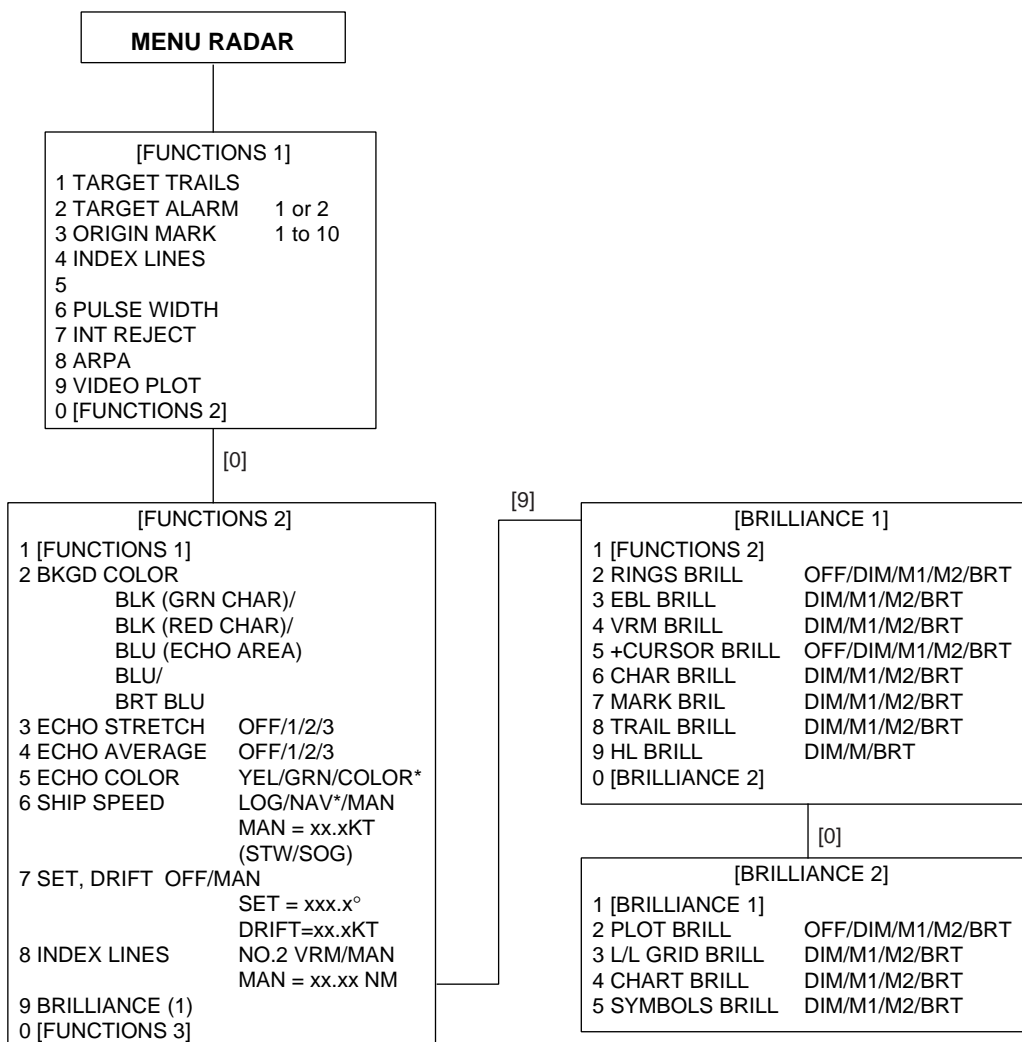 MENU RADAR
[FUNCTIONS 1]
1 TARGET TRAILS
2 TARGET ALARM 1 or 2
3 ORIGIN MARK 1 to 10
4 INDEX LINES
5
6 PULSE WIDTH
7 INT REJECT
8 ARPA
9 VIDEO PLOT
0 [FUNCTIONS 2]
[0]
[FUNCTIONS 2]
1 [FUNCTIONS 1]
2 BKGD COLOR
BLK (GRN CHAR)/
BLK (RED CHAR)/
BLU (ECHO AREA)
BLU/
BRT BLU
3 ECHO STRETCH OFF/1/2/3
4 ECHO AVERAGE OFF/1/2/3
5 ECHO COLOR YEL/GRN/COLOR*
6 SHIP SPEED LOG/NAV*/MAN
MAN = xx.xKT
(STW/SOG)
7 SET, DRIFT OFF/MAN
SET = xxx.x°
DRIFT=xx.xKT
8 INDEX LINES NO.2 VRM/MAN
MAN = xx.xx NM
9 BRILLIANCE (1)
0 [FUNCTIONS 3]
[9]
[BRILLIANCE 1]
1 [FUNCTIONS 2]
2 RINGS BRILL OFF/DIM/M1/M2/BRT
3 EBL BRILL DIM/M1/M2/BRT
4 VRM BRILL DIM/M1/M2/BRT
5 +CURSOR BRILL OFF/DIM/M1/M2/BRT
6 CHAR BRILL DIM/M1/M2/BRT
7 MARK BRIL DIM/M1/M2/BRT
8 TRAIL BRILL DIM/M1/M2/BRT
9 HL BRILL DIM/M/BRT
0 [BRILLIANCE 2]
[0]
[BRILLIANCE 2]
1 [BRILLIANCE 1]
2 PLOT BRILL OFF/DIM/M1/M2/BRT
3 L/L GRID BRILL DIM/M1/M2/BRT
4 CHART BRILL DIM/M1/M2/BRT
5 SYMBOLS BRILL DIM/M1/M2/BRT